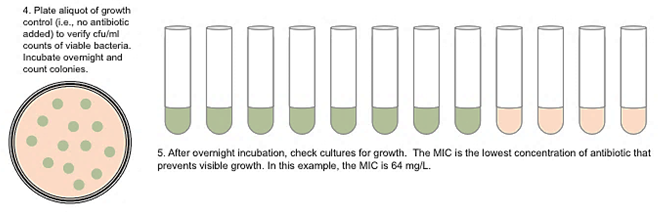 4. Plate aliquot of growth
control (i.e., no antibiotic
added) to verify cfu/ml
counts of viable bacteria.
Incubate overnight and
count colonies.
5. After overnight incubation, check cultures for growth.  The MIC is the lowest concentration of antibiotic that
prevents visible growth. In this example, the MIC is 64 mg/L.